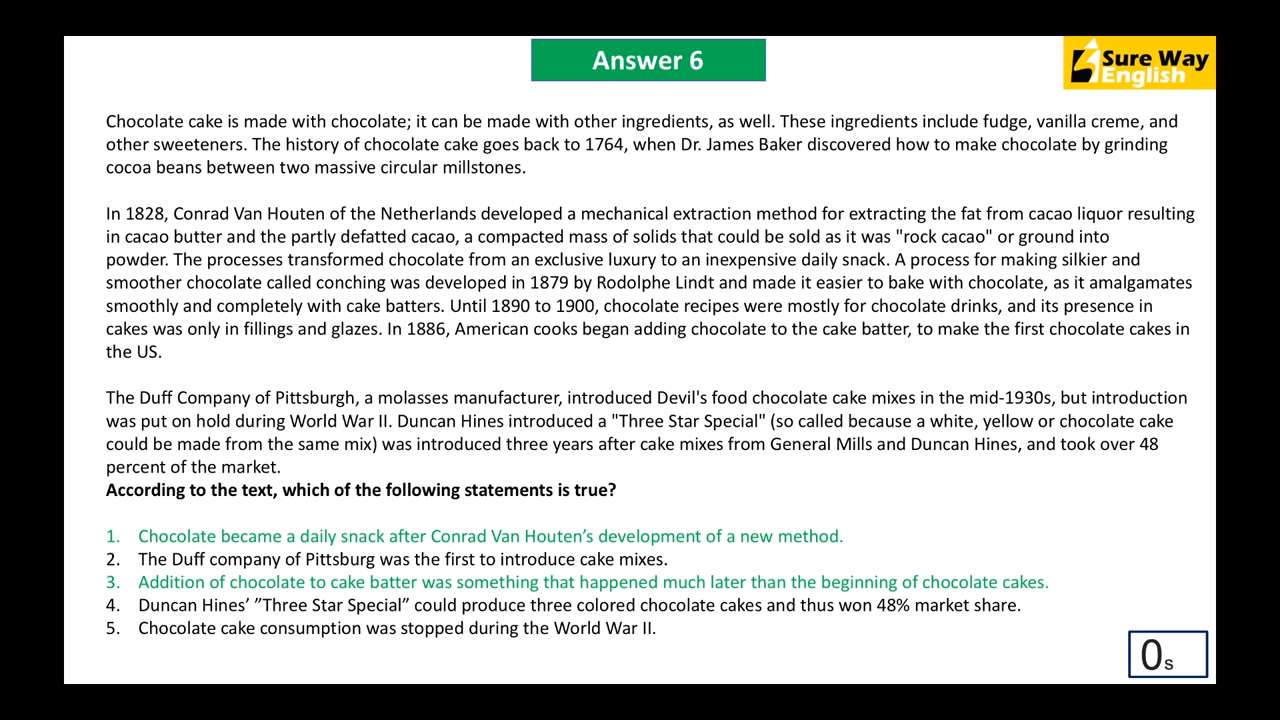 Answer 6
Sure Way
English
Chocolate cake is made with chocolate; it can be made with other ingredients, as well. These ingredients include fudge, vanilla creme, and
other sweeteners. The history of chocolate cake goes back to 1764, when Dr. James Baker discovered how to make chocolate by grinding
cocoa beans between two massive circular millstones.
In 1828, Conrad Van Houten of the Netherlands developed a mechanical extraction method for extracting the fat from cacao liquor resulting
in cacao butter and the partly defatted cacao, a compacted mass of solids that could be sold as it was "rock cacao" or ground into
powder. The processes transformed chocolate from an exclusive luxury to an inexpensive daily snack. A process for making silkier and
smoother chocolate called conching was developed in 1879 by Rodolphe Lindt and made it easier to bake with chocolate, as it amalgamates
smoothly and completely with cake batters. Until 1890 to 1900, chocolate recipes were mostly for chocolate drinks, and its presence in
cakes was only in fillings and glazes. In 1886, American cooks began adding chocolate to the cake batter, to make the first chocolate cakes in
the US.
The Duff Company of Pittsburgh, a molasses manufacturer, introduced Devil's food chocolate cake mixes in the mid-1930s, but introduction
was put on hold during World War II. Duncan Hines introduced a "Three Star Special" (so called because a white, yellow or chocolate cake
could be made from the same mix) was introduced three years after cake mixes from General Mills and Duncan Hines, and took over 48
percent of the market.
According to the text, which of the following statements is true?
1. Chocolate became a daily snack after Conrad Van Houten’s development of a new method.
2. The Duff company of Pittsburg was the first to introduce cake mixes.
3. Addition of chocolate to cake batter was something that happened much later than the beginning of chocolate cakes.
4. Duncan Hines’ ”Three Star Special” could produce three colored chocolate cakes and thus won 48% market share.
5. Chocolate cake consumption was stopped during the World War II.
0s